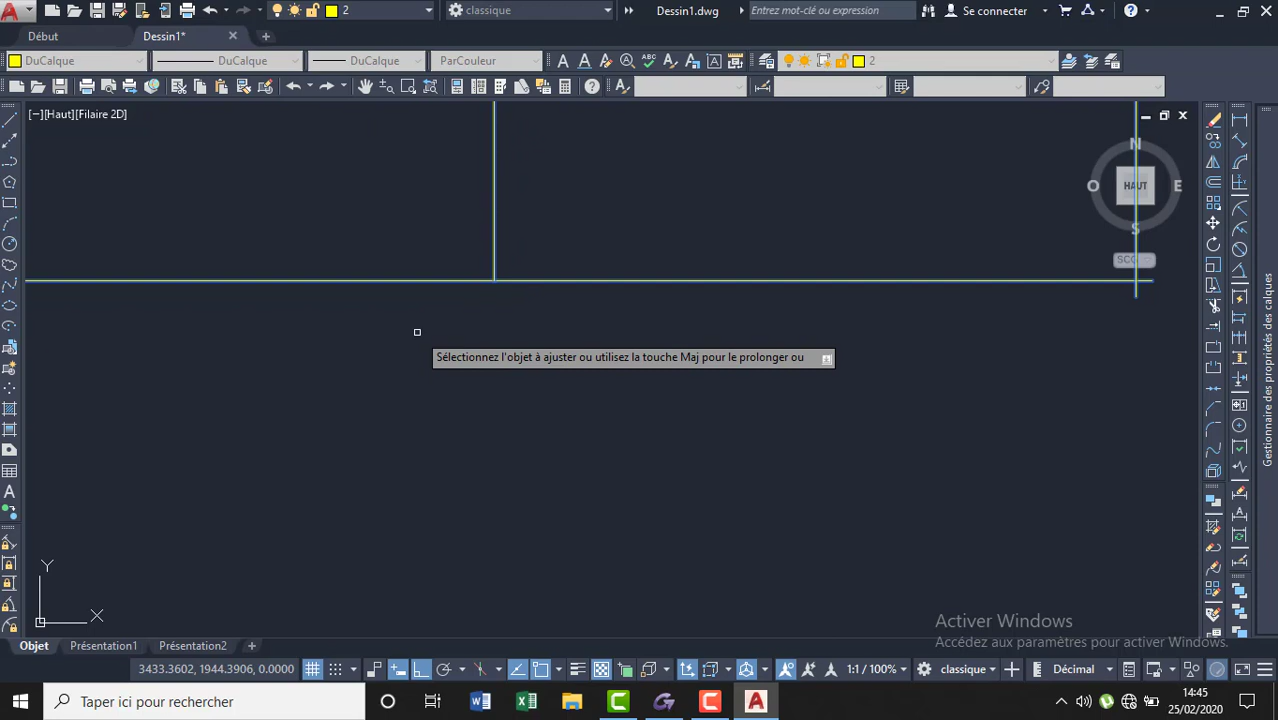 2
classique
Dessin1.dwg
Entrez mot-clé ou expression
Se connecter
Début
Dessin1*
DuCalque
DuCalque
DuCalque
ParCouleur
2
[−][Haut][Filaire 2D]
N
O
HAUT
E
S
SCG
Sélectionnez l'objet à ajuster ou utilisez la touche Maj pour le prolonger ou
Gestionnaire des propriétés des calques
Y
X
Activer Windows
Accédez aux paramètres pour activer Windows.
Objet
Présentation1
Présentation2
3433.3602, 1944.3906, 0.0000
1:1 / 100%
classique
Décimal
Taper ici pour rechercher
14:45
25/02/2020